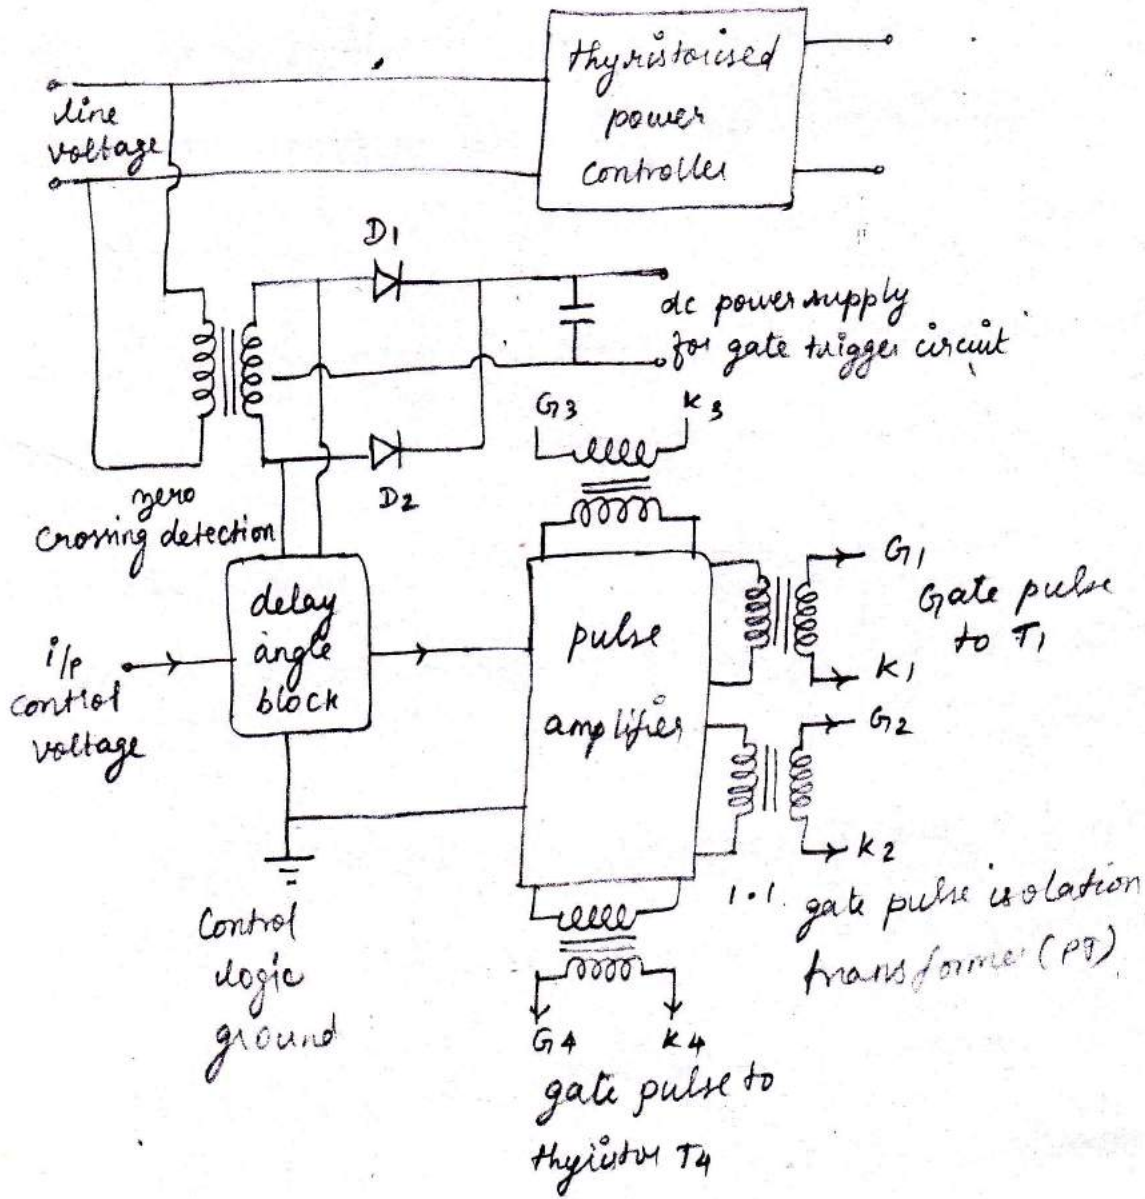 thyristorised
power
controller
line
voltage
D1
dc power supply
for gate trigger circuit
G3 K3
D2
zero
crossing detection
delay
angle
block
i/p
control
voltage
pulse
amplifier
G1
Gate pulse
to T1
K1
G2
K2
1:1. gate pulse isolation
transformer (PT)
Control
logic
ground
G4 K4
gate pulse to
thyristor T4